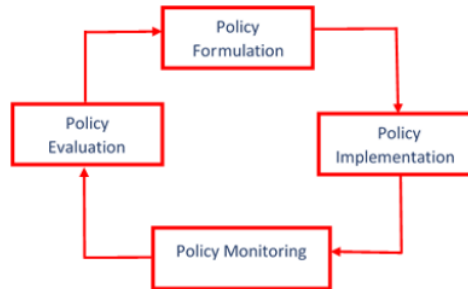 Policy
Formulation
Policy
Evaluation
Policy
Implementation
Policy Monitoring